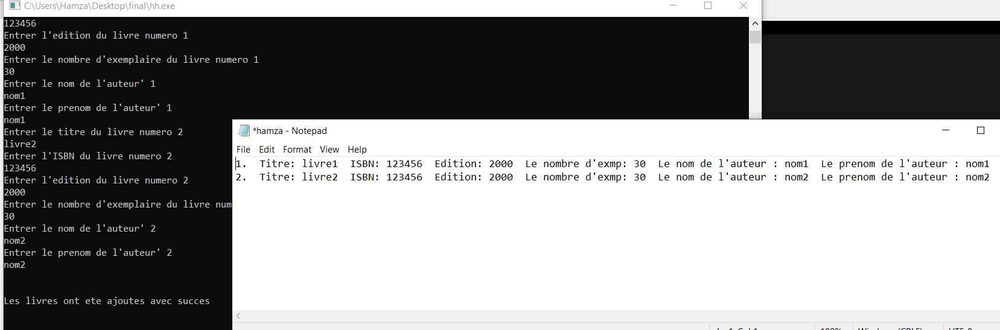 C:\Users\Hamza\Desktop\final\hh.exe
123456
Entrer l'edition du livre numero 1
2000
Entrer le nombre d'exemplaire du livre numero 1
30
Entrer le nom de l'auteur' 1
nom1
Entrer le prenom de l'auteur' 1
nom1
Entrer le titre du livre numero 2
livre2
Entrer l'ISBN du livre numero 2
123456
Entrer l'edition du livre numero 2
2000
Entrer le nombre d'exemplaire du livre num
30
Entrer le nom de l'auteur' 2
nom2
Entrer le prenom de l'auteur' 2
nom2
Les livres ont ete ajoutes avec succes
*hamza - Notepad
File Edit Format View Help
1.  Titre: livre1  ISBN: 123456  Edition: 2000  Le nombre d'exmp: 30  Le nom de l'auteur : nom1  Le prenom de l'auteur : nom1
2.  Titre: livre2  ISBN: 123456  Edition: 2000  Le nombre d'exmp: 30  Le nom de l'auteur : nom2  Le prenom de l'auteur : nom2